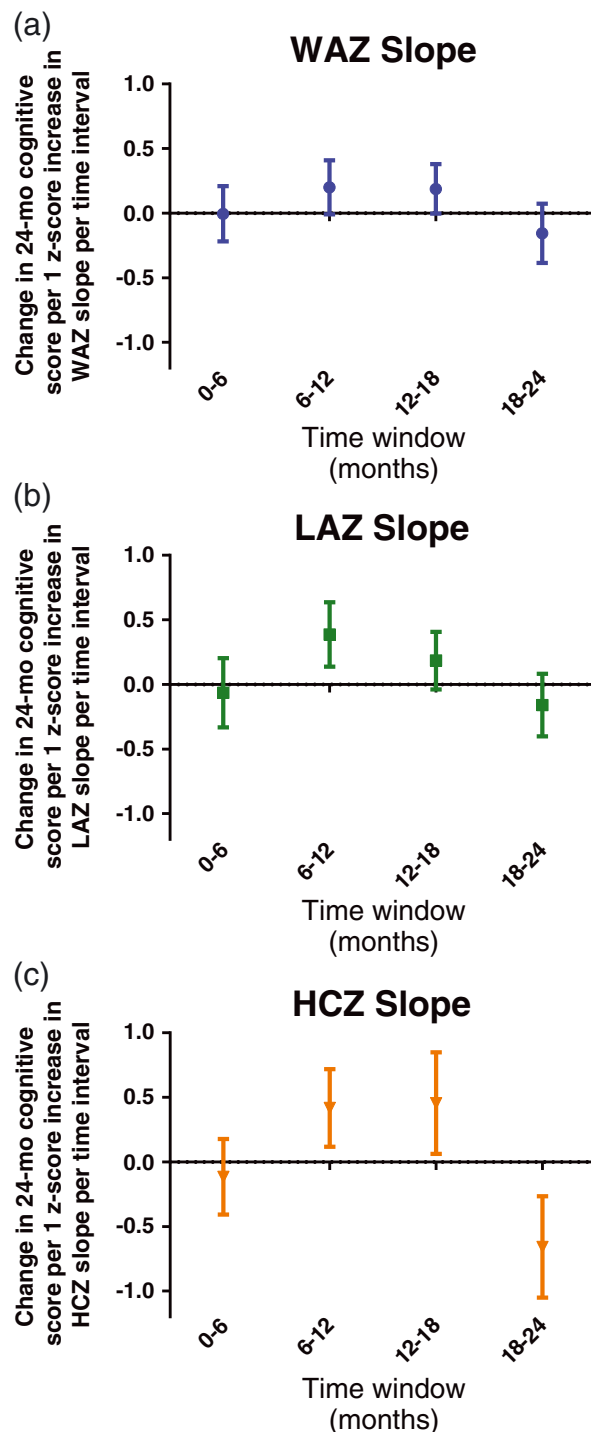 (a)
WAZ Slope
Change in 24-mo cognitive
score per 1 z-score increase in
WAZ slope per time interval
1.0
0.5
0.0
-0.5
-1.0
0-6
6-12
12-18
18-24
Time window
(months)
(b)
LAZ Slope
Change in 24-mo cognitive
score per 1 z-score increase in
LAZ slope per time interval
1.0
0.5
0.0
-0.5
-1.0
0-6
6-12
12-18
18-24
Time window
(months)
(c)
HCZ Slope
Change in 24-mo cognitive
score per 1 z-score increase in
HCZ slope per time interval
1.0
0.5
0.0
-0.5
-1.0
0-6
6-12
12-18
18-24
Time window
(months)